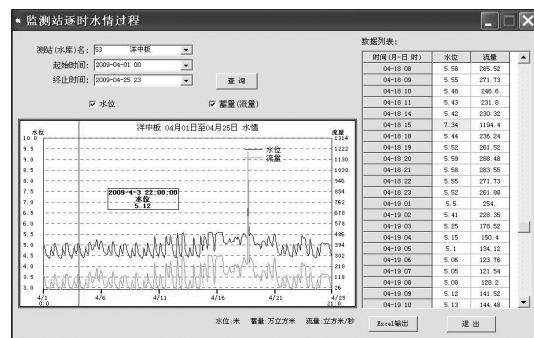 监测站逐时水情过程
测站(水库)名: 53 洋中板
起始时间: 2009-04-01 00
终止时间: 2009-04-25 23
查 询
水位 蓄量(流量)
洋中板 04月01日至04月25日 水情
水位
流量
10.0
9.5
9.0
8.5
8.0
7.5
7.0
6.5
6.0
5.5
5.0
4.5
4.0
3.5
3.0
1314
1222
1130
1038
946
854
762
670
578
486
394
302
210
118
26
水位
流量
2009-4-3 22:00:00
水位
5.12
4/1 4/6 4/11 4/16 4/21 4/25
0:0 21:0
水位:米 蓄量:万立方米 流量:立方米/秒
数据列表:
时间(月-日 时) 水位 流量
04-18 08 5.58 285.52
04-18 09 5.55 271.73
04-18 10 5.48 246.6
04-18 11 5.43 231.8
04-18 14 5.42 230.32
04-18 15 7.34 1194.4
04-18 18 5.44 236.24
04-18 19 5.52 261.52
04-18 20 5.59 288.48
04-18 21 5.58 283.55
04-18 22 5.55 271.73
04-18 23 5.52 261.88
04-19 01 5.5 254.
04-19 02 5.41 228.35
04-19 03 5.25 178.52
04-19 04 5.15 150.4
04-19 05 5.1 134.12
04-19 06 5.06 123.76
04-19 07 5.05 121.54
04-19 08 5.08 128.2
04-19 09 5.12 141.52
04-19 10 5.13 144.48
Excel输出 退 出